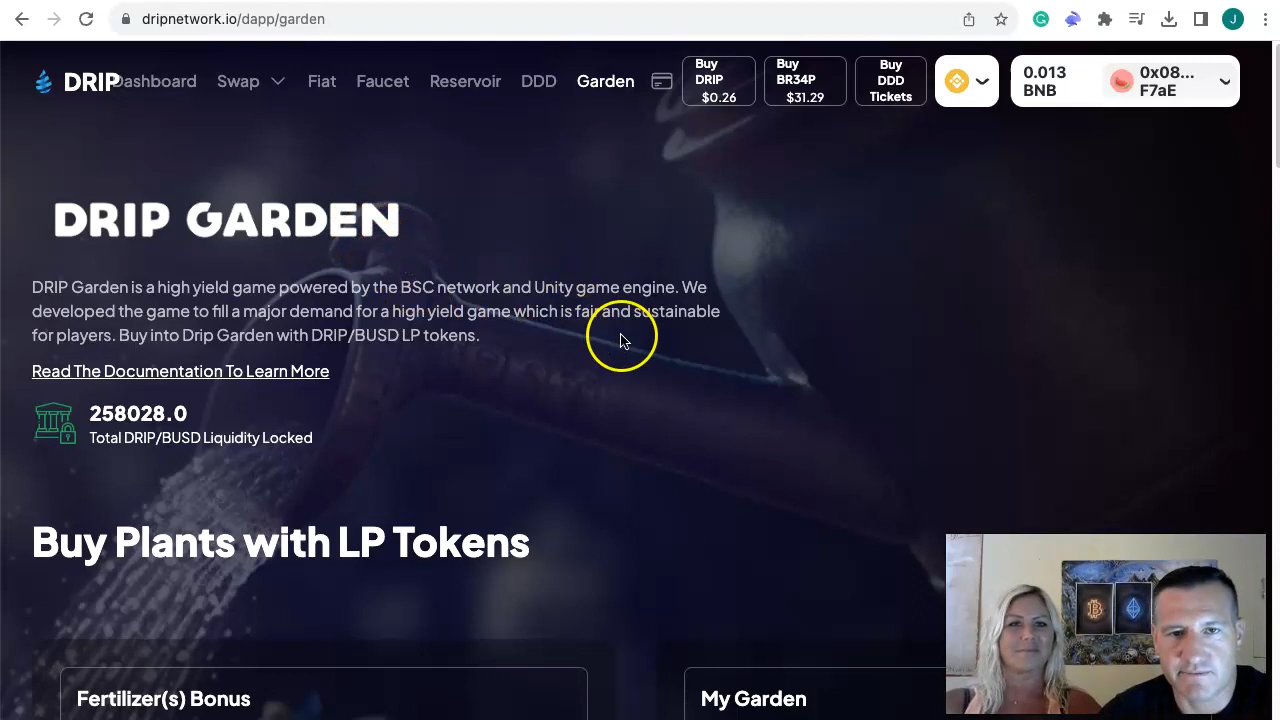 dripnetwork.io/dapp/garden
J
DRIP
Dashboard
Swap
Fiat
Faucet
Reservoir
DDD
Garden
Buy
DRIP
$0.26
Buy
BR34P
$31.29
Buy
DDD
Tickets
0.013
BNB
0x08...
F7aE
DRIP GARDEN
DRIP Garden is a high yield game powered by the BSC network and Unity game engine. We
developed the game to fill a major demand for a high yield game which is fair and sustainable
for players. Buy into Drip Garden with DRIP/BUSD LP tokens.
Read The Documentation To Learn More
258028.0
Total DRIP/BUSD Liquidity Locked
Buy Plants with LP Tokens
Fertilizer(s) Bonus
My Garden